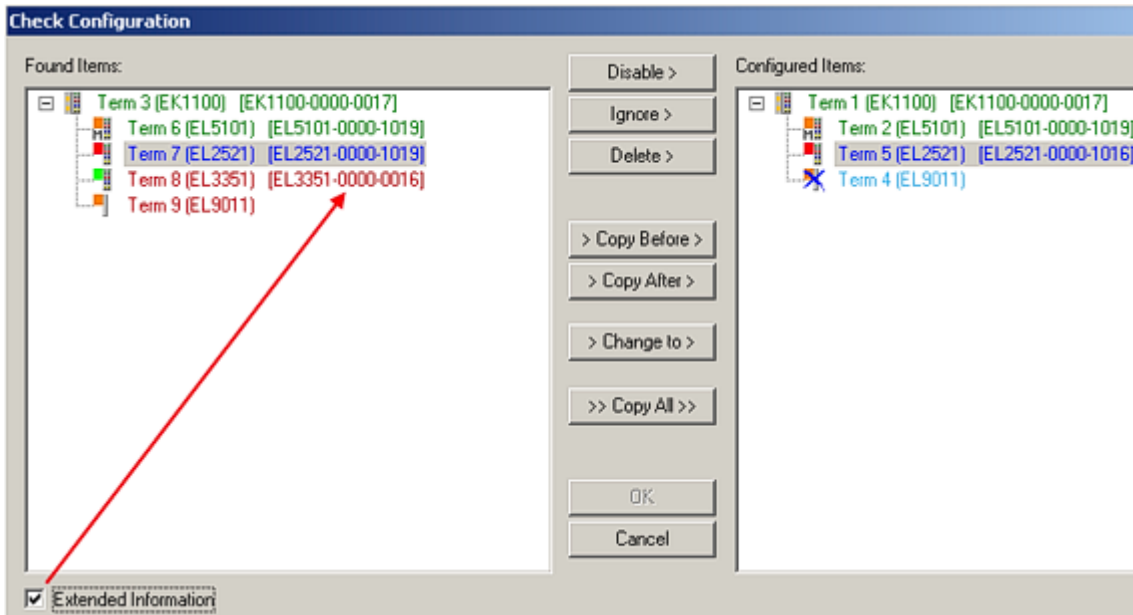 Check Configuration
Found Items:
Term 3 (EK1100) [EK1100-0000-0017]
Term 6 (EL5101) [EL5101-0000-1019]
Term 7 (EL2521) [EL2521-0000-1019]
Term 8 (EL3351) [EL3351-0000-0016]
Term 9 (EL9011)
Extended Information
Disable >
Ignore >
Delete >
> Copy Before >
> Copy After >
> Change to >
>> Copy All >>
OK
Cancel
Configured Items:
Term 1 (EK1100) [EK1100-0000-0017]
Term 2 (EL5101) [EL5101-0000-1019]
Term 5 (EL2521) [EL2521-0000-1016]
Term 4 (EL9011)